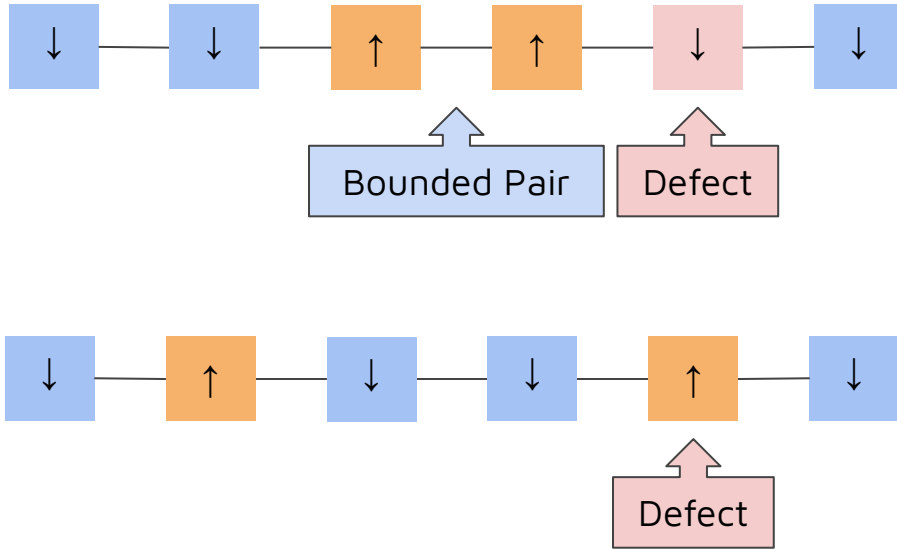 ↓ ↓ ↑ ↑ ↓ ↓
Bounded Pair
Defect
↓ ↑ ↓ ↓ ↑ ↓
Defect